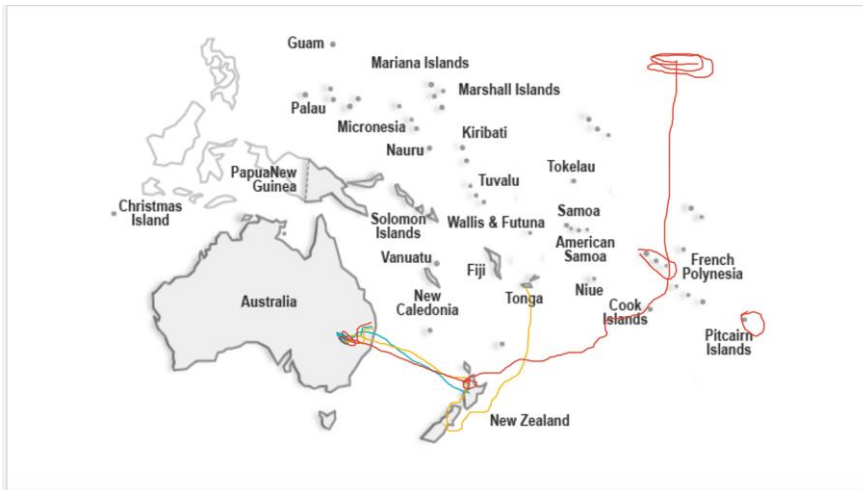 Guam
Mariana Islands
Marshall Islands
Palau
Micronesia
Kiribati
Nauru
PapuaNew
Guinea
Tokelau
Tuvalu
Christmas
Island
Solomon
Islands
Wallis & Futuna
Samoa
American
Samoa
French
Polynesia
Vanuatu
Fiji
Australia
New
Caledonia
Tonga
Niue
Cook
Islands
Pitcairn
Islands
New Zealand